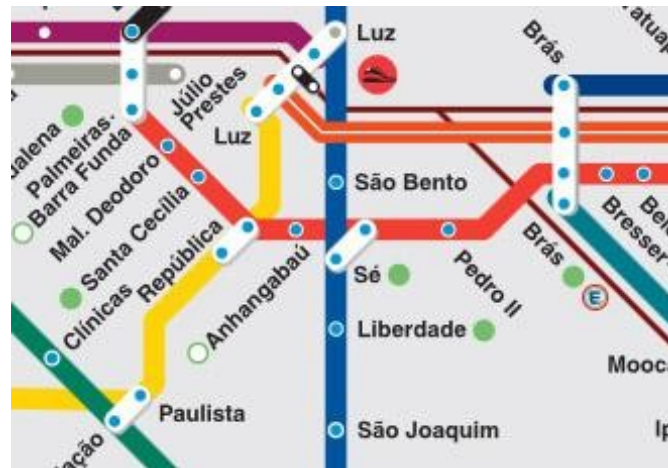 Luz
Brás
Júlio
Prestes
Luz
Palmeiras-
Barra Funda
Mal. Deodoro
Santa Cecília
São Bento
República
Anhangabaú
Sé
Pedro II
Brás
Bresser
E
Clínicas
Liberdade
Paulista
São Joaquim